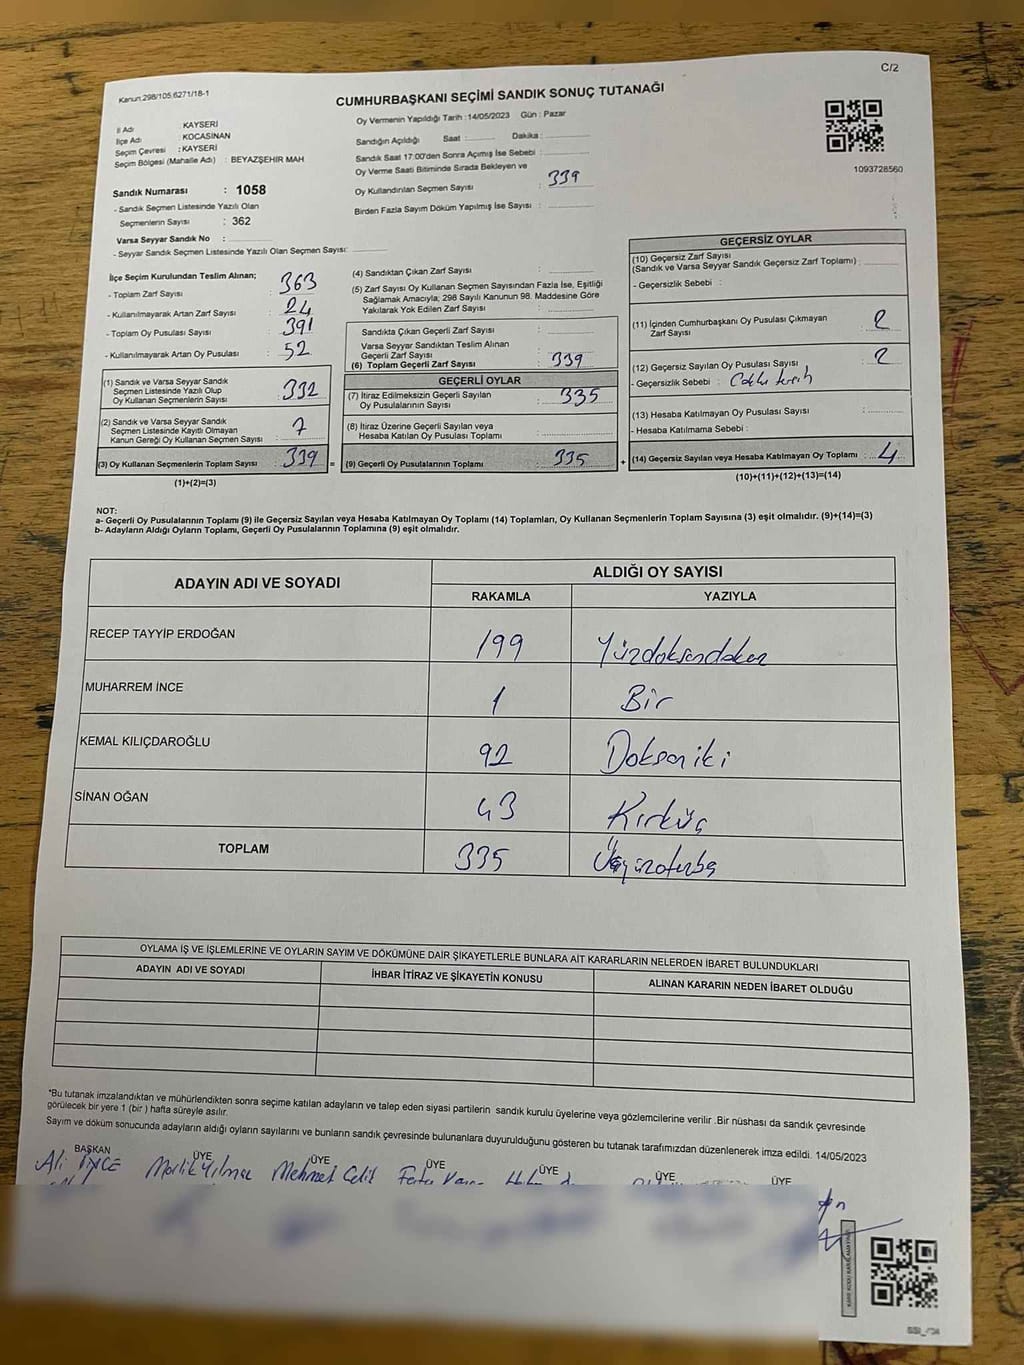 C/2
Kanun,298/105,6271/18-1
CUMHURBAŞKANI SEÇİMİ SANDIK SONUÇ TUTANAĞI
İl Adı : KAYSERİ
İlçe Adı : KOCASİNAN
Seçim Çevresi : KAYSERİ
Seçim Bölgesi (Mahalle Adı) : BEYAZŞEHİR MAH
Sandık Numarası : 1058
- Sandık Seçmen Listesinde Yazılı Olan
Seçmenlerin Sayısı : 362
Varsa Seyyar Sandık No :
- Seyyar Sandık Seçmen Listesinde Yazılı Olan Seçmen Sayısı:
Oy Vermenin Yapıldığı Tarih :14/05/2023 Gün : Pazar
Sandığın Açıldığı Saat : Dakika :
Sandık Saat 17:00'den Sonra Açımış İse Sebebi :
Oy Verme Saati Bitiminde Sırada Bekleyen ve
Oy Kullandırılan Seçmen Sayısı : 339
Birden Fazla Sayım Döküm Yapılmış İse Sayısı :
1093728560
İlçe Seçim Kurulundan Teslim Alınan;
- Toplam Zarf Sayısı : 363
- Kullanılmayarak Artan Zarf Sayısı : 24
- Toplam Oy Pusulası Sayısı : 391
- Kullanılmayarak Artan Oy Pusulası : 52
(1) Sandık ve Varsa Seyyar Sandık
Seçmen Listesinde Yazılı Olup
Oy Kullanan Seçmenlerin Sayısı : 332
(2) Sandık ve Varsa Seyyar Sandık
Seçmen Listesinde Kayıtlı Olmayan
Kanun Gereği Oy Kullanan Seçmen Sayısı : 7
(3) Oy Kullanan Seçmenlerin Toplam Sayısı : 339
(1)+(2)=(3)
(4) Sandıktan Çıkan Zarf Sayısı :
(5) Zarf Sayısı Oy Kullanan Seçmen Sayısından Fazla İse, Eşitliği
Sağlamak Amacıyla, 298 Sayılı Kanunun 98. Maddesine Göre
Yakılarak Yok Edilen Zarf Sayısı :
Sandıkta Çıkan Geçerli Zarf Sayısı :
Varsa Seyyar Sandıktan Teslim Alınan
Geçerli Zarf Sayısı :
(6) Toplam Geçerli Zarf Sayısı : 339
GEÇERLİ OYLAR
(7) İtiraz Edilmeksizin Geçerli Sayılan
Oy Pusulalarının Sayısı : 335
(8) İtiraz Üzerine Geçerli Sayılan veya
Hesaba Katılan Oy Pusulası Toplamı :
= (9) Geçerli Oy Pusulalarının Toplamı : 335 +
GEÇERSİZ OYLAR
(10) Geçersiz Zarf Sayısı
(Sandık ve Varsa Seyyar Sandık Geçersiz Zarf Toplamı) :
- Geçersizlik Sebebi :
(11) İçinden Cumhurbaşkanı Oy Pusulası Çıkmayan
Zarf Sayısı : 2
(12) Geçersiz Sayılan Oy Pusulası Sayısı : 2
- Geçersizlik Sebebi :
(13) Hesaba Katılmayan Oy Pusulası Sayısı :
- Hesaba Katılmama Sebebi :
(14) Geçersiz Sayılan veya Hesaba Katılmayan Oy Toplamı : 4
(10)+(11)+(12)+(13)=(14)
NOT:
a- Geçerli Oy Pusulalarının Toplamı (9) ile Geçersiz Sayılan veya Hesaba Katılmayan Oy Toplamı (14) Toplamları, Oy Kullanan Seçmenlerin Toplam Sayısına (3) eşit olmalıdır. (9)+(14)=(3)
b- Adayların Aldığı Oyların Toplamı, Geçerli Oy Pusulalarının Toplamına (9) eşit olmalıdır.
ADAYIN ADI VE SOYADI ALDIĞI OY SAYISI
RAKAMLA YAZIYLA
RECEP TAYYİP ERDOĞAN 199
MUHARREM İNCE 1 Bir
KEMAL KILIÇDAROĞLU 92 Doksaniki
SİNAN OĞAN 43 Kırküç
TOPLAM 335
OYLAMA İŞ VE İŞLEMLERİNE VE OYLARIN SAYIM VE DÖKÜMÜNE DAİR ŞİKAYETLERLE BUNLARA AİT KARARLARIN NELERDEN İBARET BULUNDUKLARI
ADAYIN ADI VE SOYADI İHBAR İTİRAZ VE ŞİKAYETİN KONUSU ALINAN KARARIN NEDEN İBARET OLDUĞU
*Bu tutanak imzalandıktan ve mühürlendikten sonra seçime katılan adayların ve talep eden siyasi partilerin sandık kurulu üyelerine veya gözlemcilerine verilir .Bir nüshası da sandık çevresinde
görülecek bir yere 1 (bir ) hafta süreyle asılır.
Sayım ve döküm sonucunda adayların aldığı oyların sayılarını ve bunların sandık çevresinde bulunanlara duyurulduğunu gösteren bu tutanak tarafımızdan düzenlenerek imza edildi. 14/05/2023
BAŞKAN ÜYE ÜYE ÜYE ÜYE ÜYE ÜYE
Ali İNCE Yılmaz Mehmet Çelik